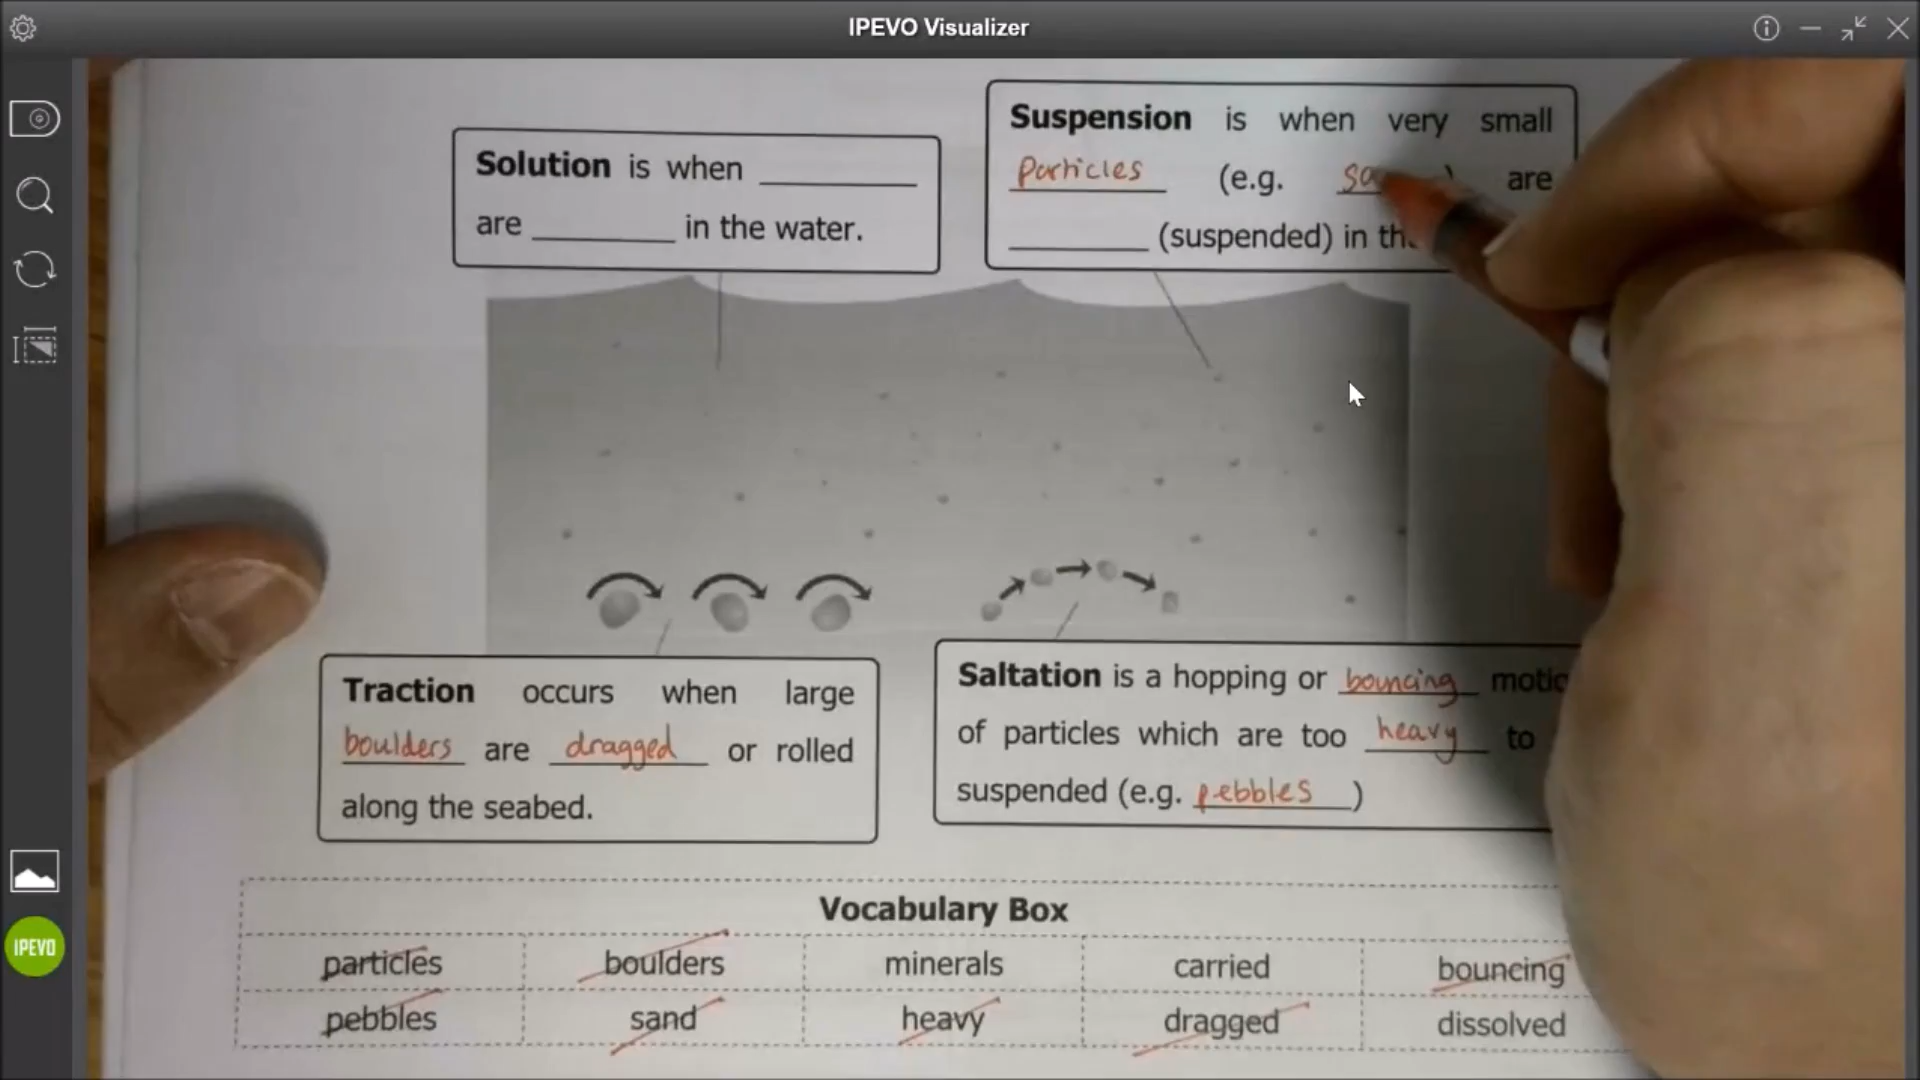 IPEVO Visualizer
Suspension is when very small
Particles (e.g. ) are
(suspended) in
Solution is when
are in the water.
Traction occurs when large
boulders are dragged or rolled
along the seabed.
Saltation is a hopping or bouncing
of particles which are too heavy to
suspended (e.g. pebbles)
Vocabulary Box
particles boulders minerals carried bouncing
pebbles sand heavy dragged dissolved
IPEVO